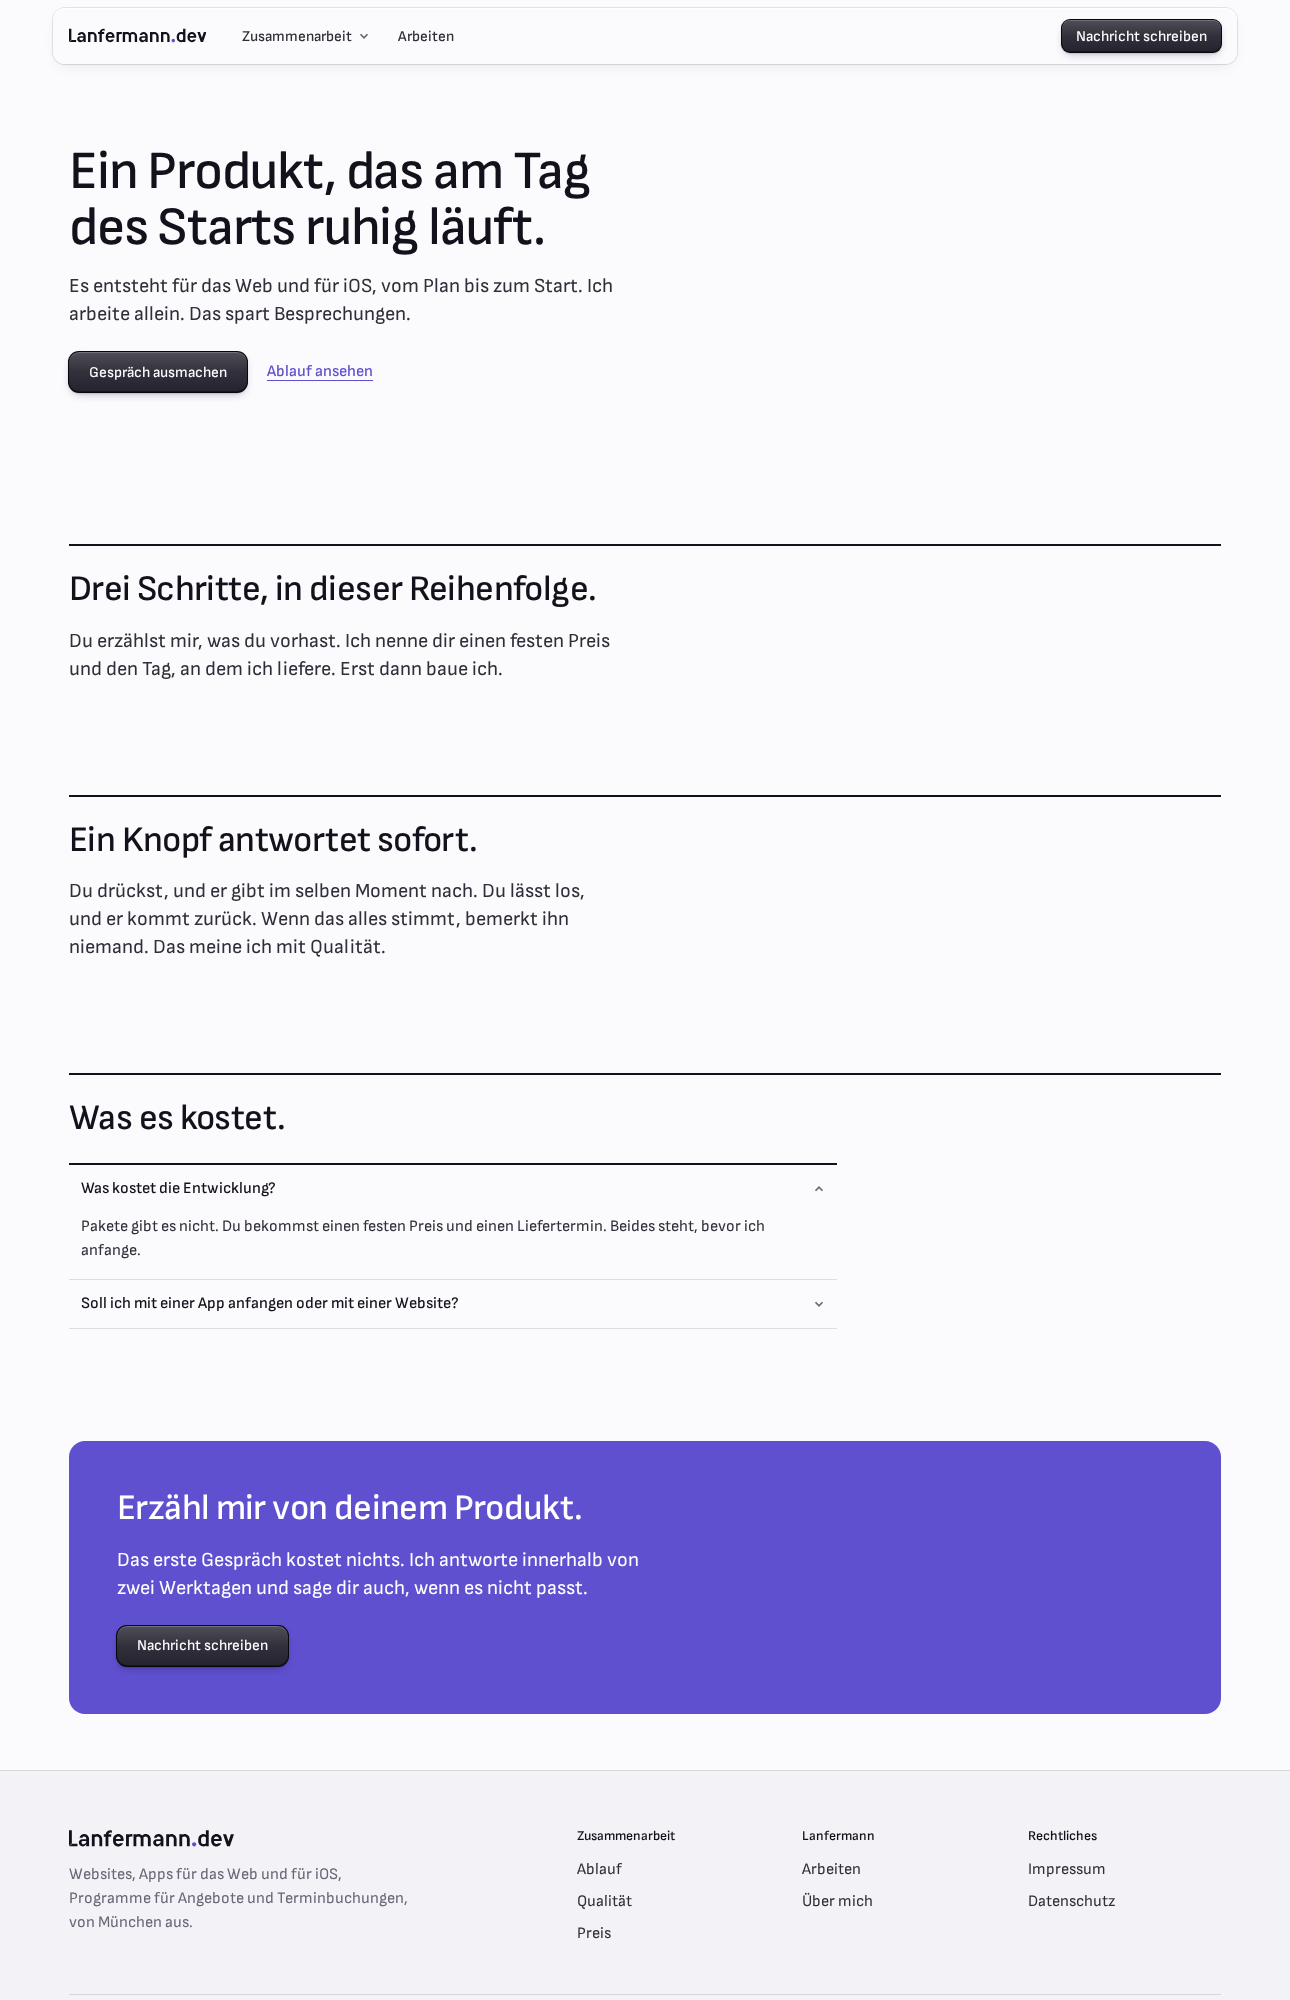 Lanfermann.dev
Zusammenarbeit
Arbeiten
Nachricht schreiben
Ein Produkt, das am Tag
des Starts ruhig läuft.
Es entsteht für das Web und für iOS, vom Plan bis zum Start. Ich
arbeite allein. Das spart Besprechungen.
Gespräch ausmachen
Ablauf ansehen
Drei Schritte, in dieser Reihenfolge.
Du erzählst mir, was du vorhast. Ich nenne dir einen festen Preis
und den Tag, an dem ich liefere. Erst dann baue ich.
Ein Knopf antwortet sofort.
Du drückst, und er gibt im selben Moment nach. Du lässt los,
und er kommt zurück. Wenn das alles stimmt, bemerkt ihn
niemand. Das meine ich mit Qualität.
Was es kostet.
Was kostet die Entwicklung?
Pakete gibt es nicht. Du bekommst einen festen Preis und einen Liefertermin. Beides steht, bevor ich
anfange.
Soll ich mit einer App anfangen oder mit einer Website?
Erzähl mir von deinem Produkt.
Das erste Gespräch kostet nichts. Ich antworte innerhalb von
zwei Werktagen und sage dir auch, wenn es nicht passt.
Nachricht schreiben
Lanfermann.dev
Websites, Apps für das Web und für iOS,
Programme für Angebote und Terminbuchungen,
von München aus.
Zusammenarbeit
Ablauf
Qualität
Preis
Lanfermann
Arbeiten
Über mich
Rechtliches
Impressum
Datenschutz